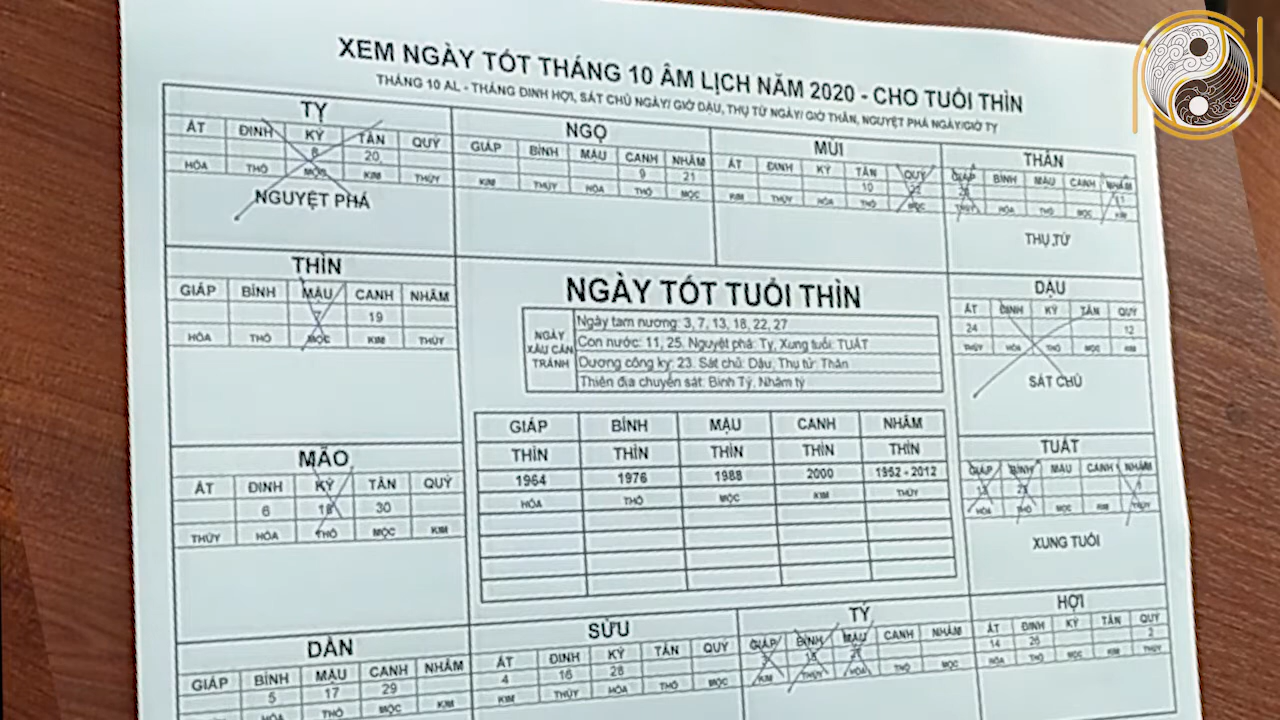 XEM NGÀY TỐT THÁNG 10 ÂM LỊCH NĂM 2020 - CHO TUỔI THÌN
THÁNG 10 AL - THÁNG ĐINH HỢI, SÁT CHỦ NGÀY/ GIỜ DẬU, THỤ TỬ NGÀY/ GIỜ THÂN, NGUYỆT PHÁ NGÀY/GIỜ TỴ
TỴ
ẤT ĐINH KỶ TÂN QUÝ
8 20
HỎA THỔ MỘC KIM THỦY
NGUYỆT PHÁ
NGỌ
GIÁP BÍNH MẬU CANH NHÂM
9 21
KIM THỦY HỎA THỔ MỘC
MÙI
ẤT ĐINH KỶ TÂN QUÝ
10 22
KIM THỦY HỎA THỔ MỘC
THÂN
GIÁP BÍNH MẬU CANH NHÂM
11
THỦY HỎA THỔ MỘC KIM
THỤ TỬ
THÌN
GIÁP BÍNH MẬU CANH NHÂM
7 19
HỎA THỔ MỘC KIM THỦY
NGÀY TỐT TUỔI THÌN
NGÀY XẤU CẦN TRÁNH
Ngày tam nương: 3, 7, 13, 18, 22, 27
Con nước: 11, 25. Nguyệt phá: Tỵ, Xung tuổi: TUẤT
Dương công kỵ: 23. Sát chủ: Dậu, Thụ tử: Thân
Thiên địa chuyển sát: Bính Tý, Nhâm tý
DẬU
ẤT ĐINH KỶ TÂN QUÝ
24 12
THỦY HỎA THỔ MỘC KIM
SÁT CHỦ
GIÁP BÍNH MẬU CANH NHÂM
THÌN THÌN THÌN THÌN THÌN
1964 1976 1988 2000 1952 - 2012
HỎA THỔ MỘC KIM THỦY
MÃO
ẤT ĐINH KỶ TÂN QUÝ
6 18 30
THỦY HỎA THỔ MỘC KIM
TUẤT
GIÁP BÍNH MẬU CANH NHÂM
13 1
HỎA THỔ MỘC KIM THỦY
XUNG TUỔI
DẦN
GIÁP BÍNH MẬU CANH NHÂM
5 17 29
THỔ MỘC KIM
SỬU
ẤT ĐINH KỶ TÂN QUÝ
4 16 28
KIM THỦY HỎA THỔ MỘC
TÝ
GIÁP BÍNH MẬU CANH NHÂM
3 15 27
KIM THỦY HỎA THỔ MỘC
HỢI
ẤT ĐINH KỶ TÂN QUÝ
14 26 2
HỎA THỔ MỘC KIM THỦY